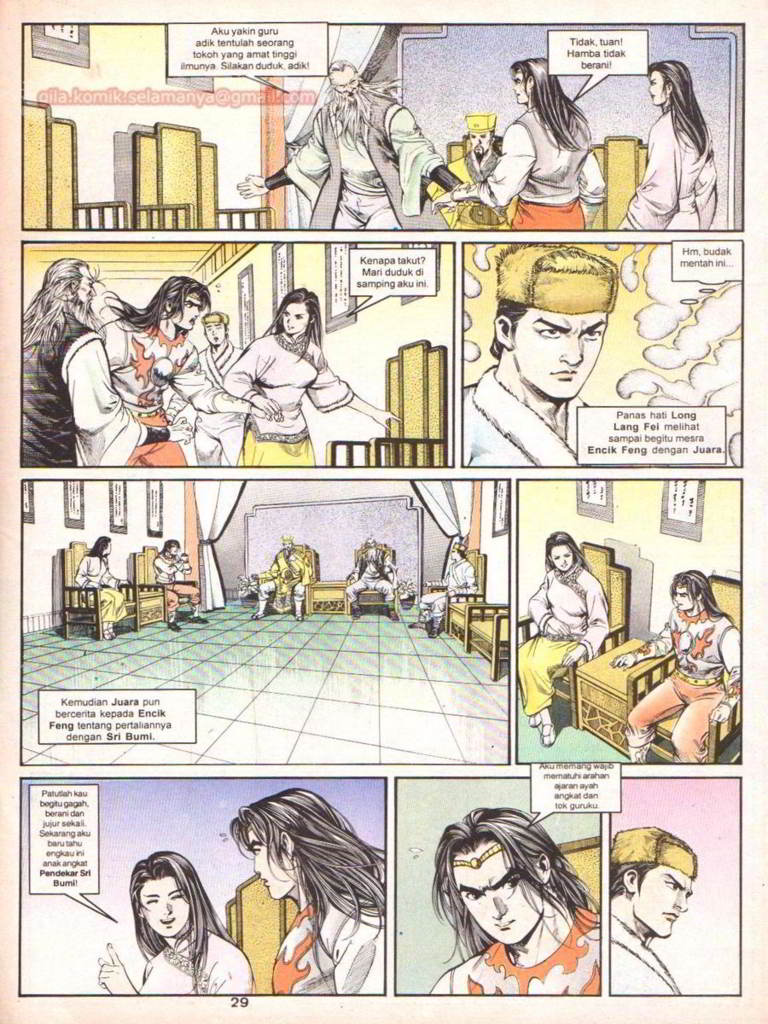 Aku yakin guru
adik tentulah seorang
tokoh yang amat tinggi
ilmunya. Silakan duduk, adik!
Tidak, tuan!
Hamba tidak
berani!
gila.komik.selamanya@gmail.com
Kenapa takut?
Mari duduk di
samping aku ini.
Hm, budak
mentah ini...
Panas hati Long
Lang Fei melihat
sampai begitu mesra
Encik Feng dengan Juara.
Kemudian Juara pun
bercerita kepada Encik
Feng tentang pertaliannya
dengan Sri Bumi.
Patutlah kau
begitu gagah,
berani dan
jujur sekali.
Sekarang aku
baru tahu
engkau ini
anak angkat
Pendekar Sri
Bumi!
Aku memang wajib
mematuhi arahan
ajaran ayah
angkat dan
tok guruku.
29